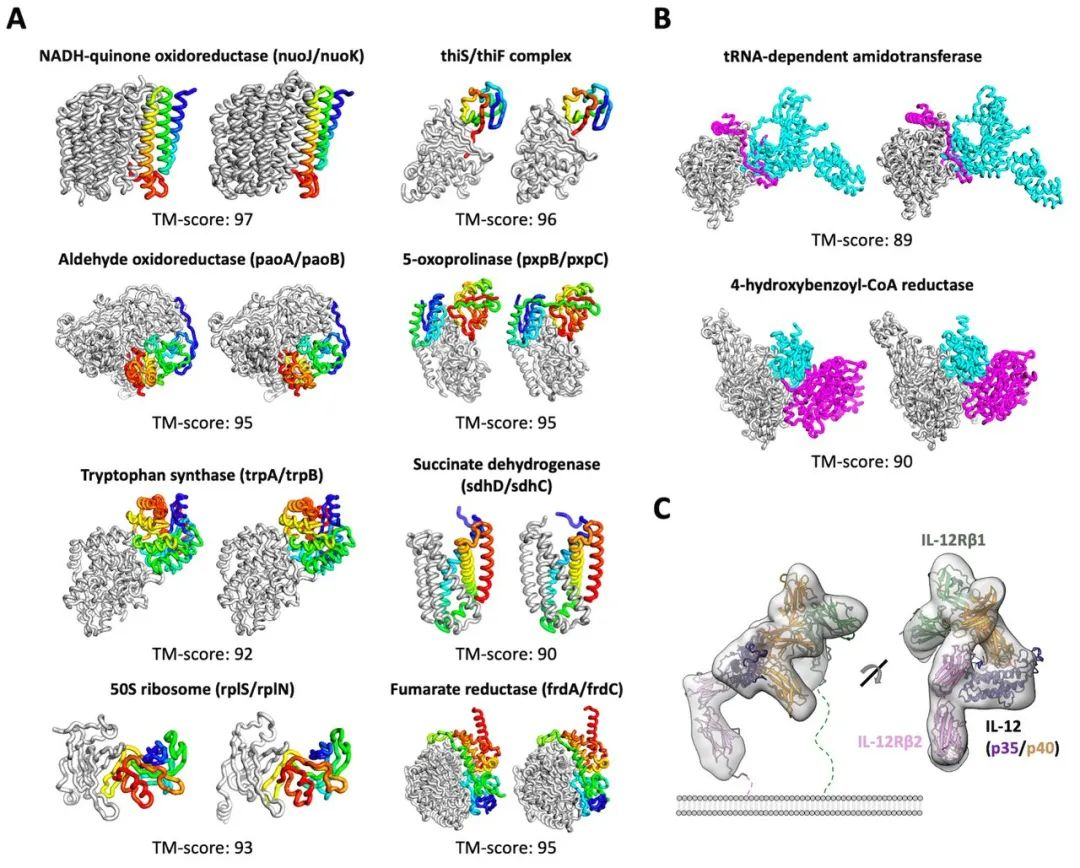 A
NADH-quinone oxidoreductase (nuoJ/nuoK)
TM-score: 97
thiS/thiF complex
TM-score: 96
Aldehyde oxidoreductase (paoA/paoB)
TM-score: 95
5-oxoprolinase (pxpB/pxpC)
TM-score: 95
Tryptophan synthase (trpA/trpB)
TM-score: 92
Succinate dehydrogenase
(sdhD/sdhC)
TM-score: 90
50S ribosome (rplS/rplN)
TM-score: 93
Fumarate reductase (frdA/frdC)
TM-score: 95
B
tRNA-dependent amidotransferase
TM-score: 89
4-hydroxybenzoyl-CoA reductase
TM-score: 90
C
IL-12Rβ1
IL-12Rβ2
IL-12
(p35/p40)